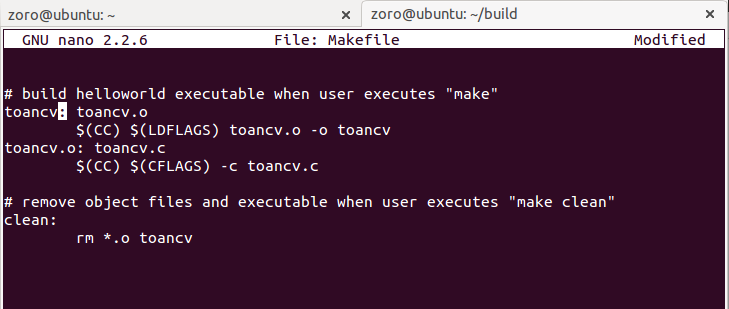 zoro@ubuntu: ~ × zoro@ubuntu: ~/build ×
GNU nano 2.2.6 File: Makefile Modified
# build helloworld executable when user executes "make"
toancv: toancv.o
$(CC) $(LDFLAGS) toancv.o -o toancv
toancv.o: toancv.c
$(CC) $(CFLAGS) -c toancv.c
# remove object files and executable when user executes "make clean"
clean:
rm *.o toancv